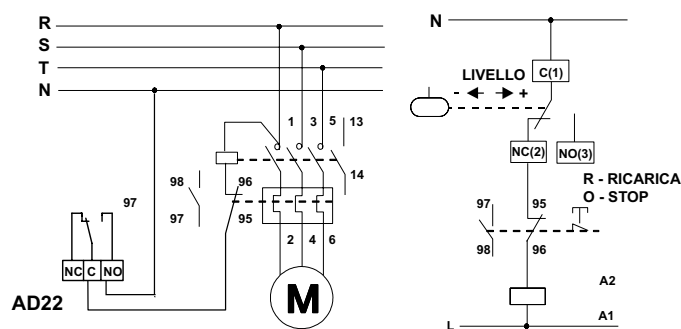 R
S
T
N
1 3 5 13
14
98 96
97
97 95
2 4 6
NC C NO
AD22
M
N
C(1)
LIVELLO
- +
NC(2) NO(3)
R - RICARICA
O - STOP
97 95
98 96
A2
A1
L